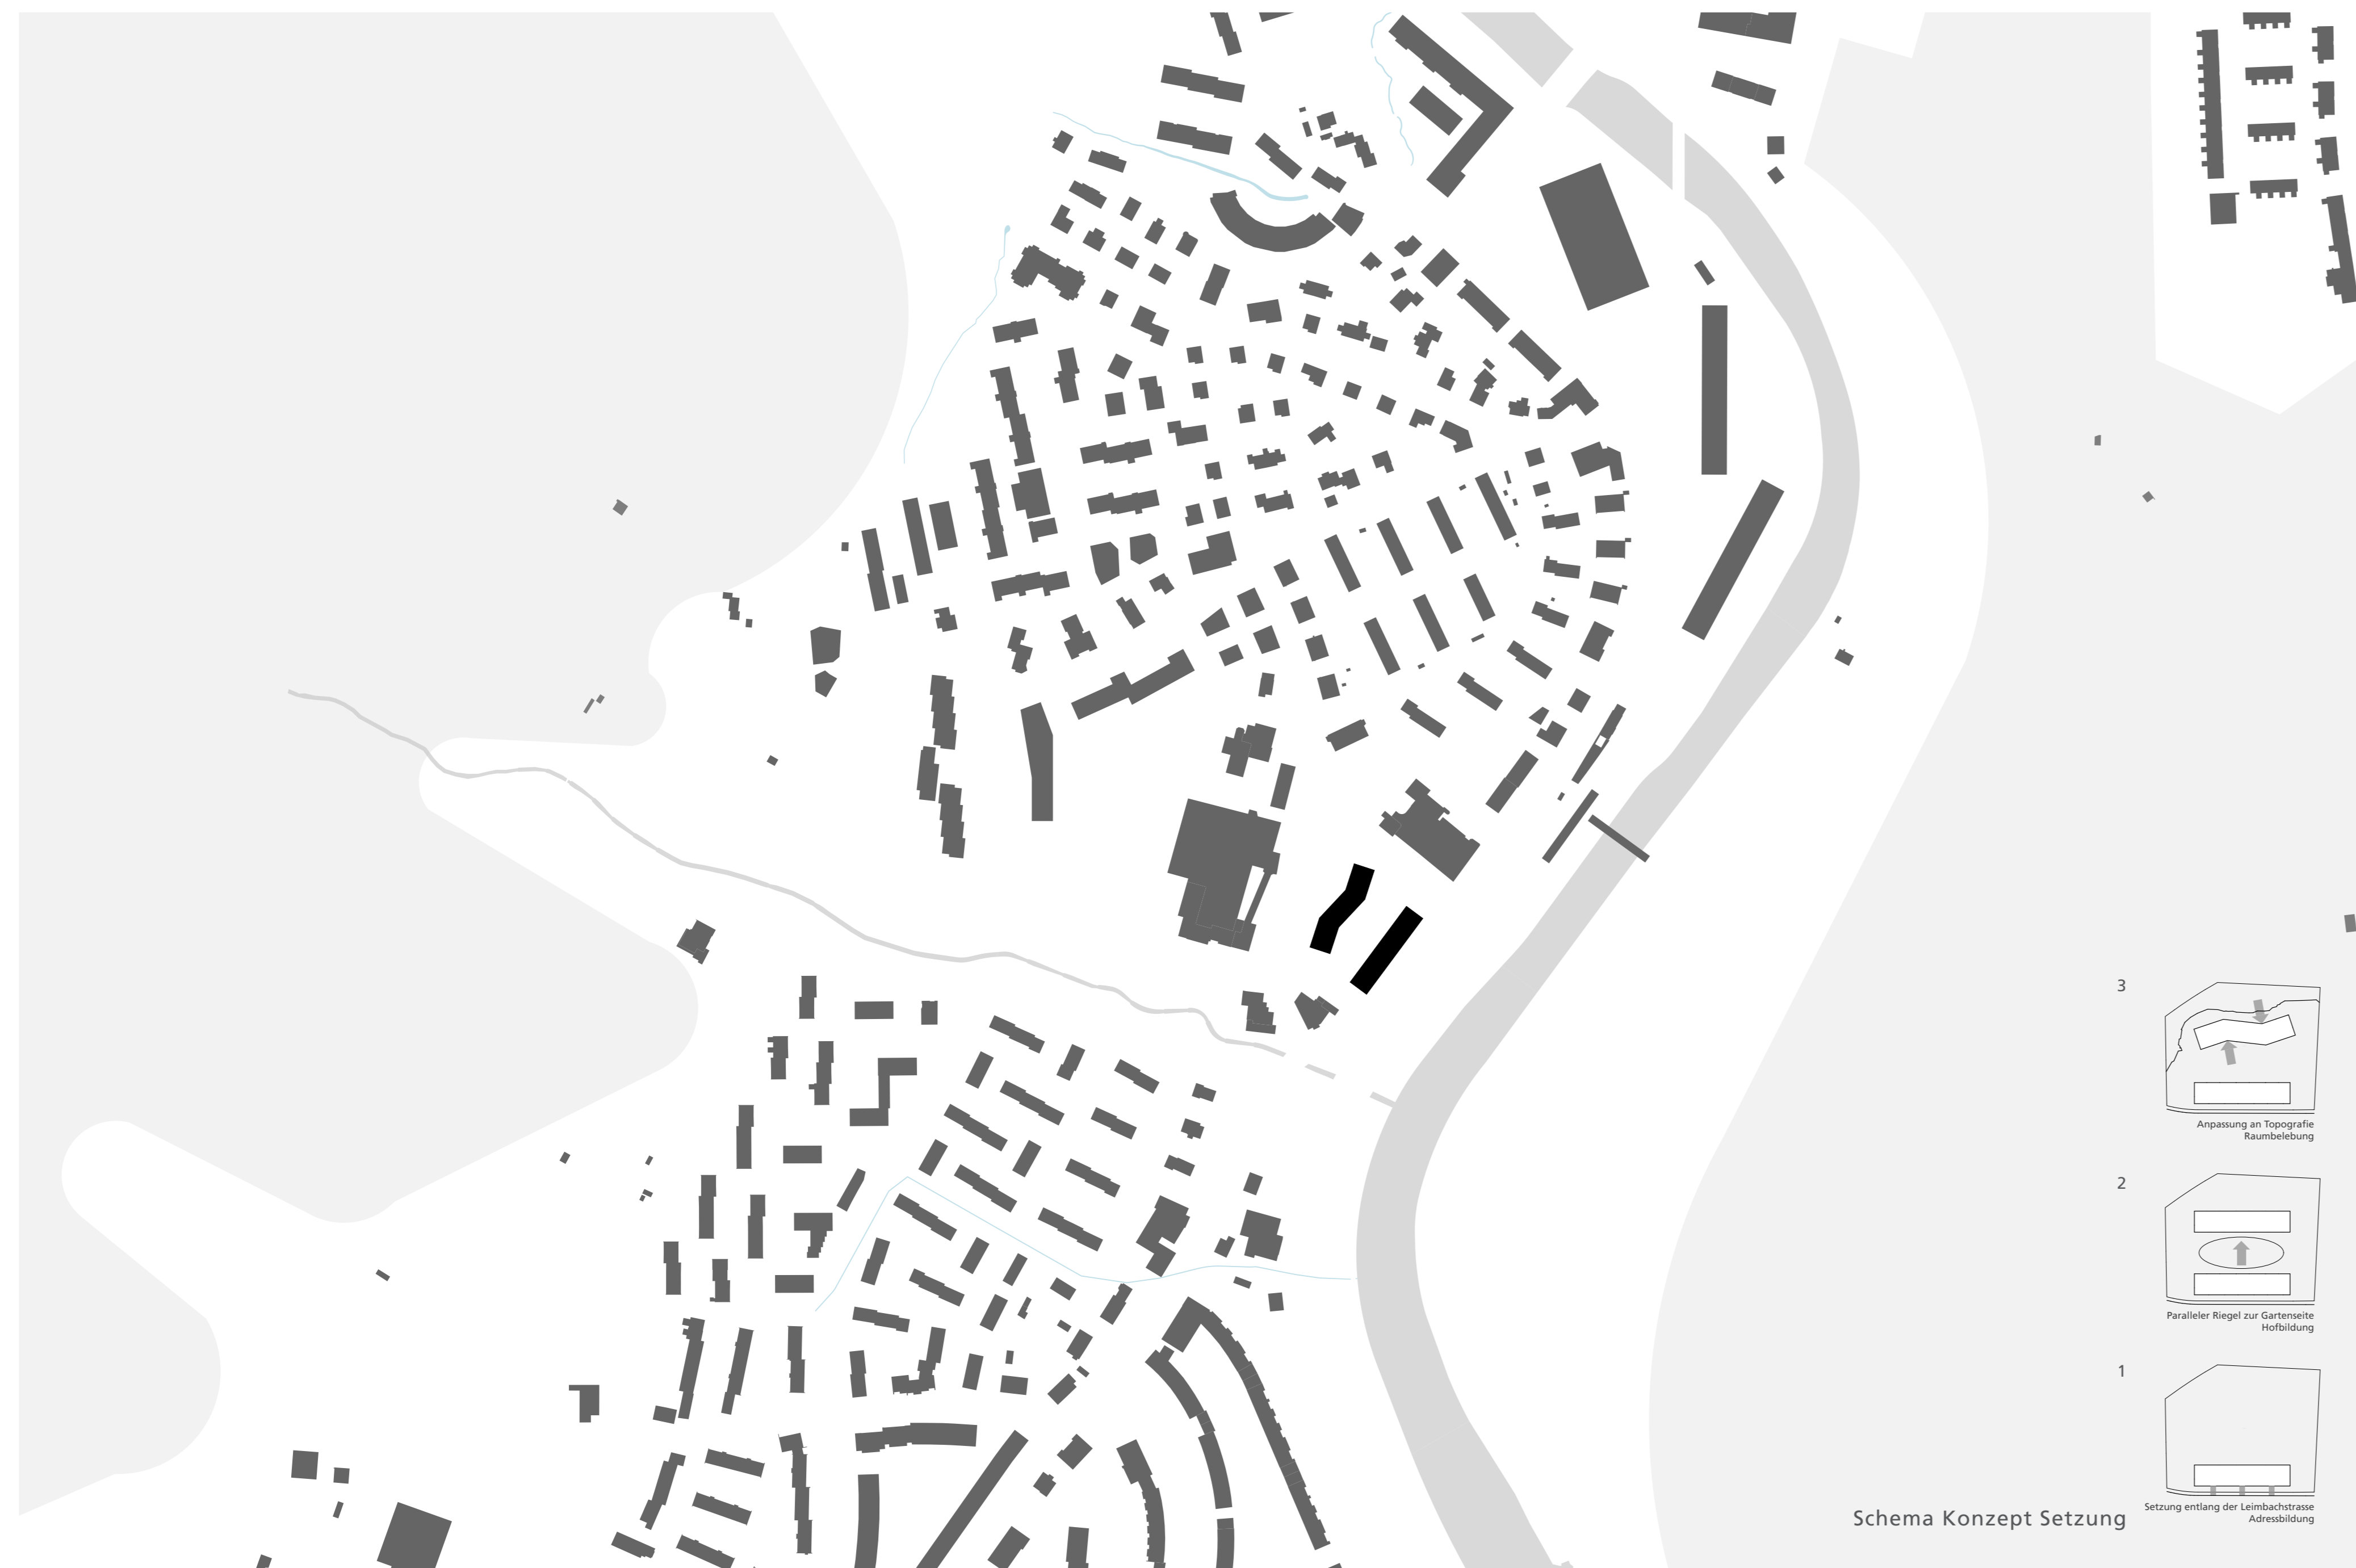 3
Anpassung an Topografie
Raumbelebung
2
Paralleler Riegel zur Gartenseite
Hofbildung
1
Setzung entlang der Leimbachstrasse
Adressbildung
Schema Konzept Setzung